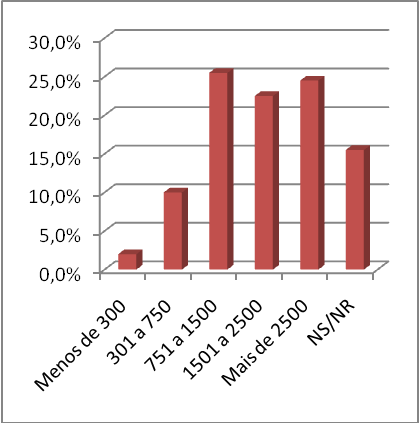 30,0%
25,0%
20,0%
15,0%
10,0%
5,0%
0,0%
Menos de 300
301 a 750
751 a 1500
1501 a 2500
Mais de 2500
NS/NR